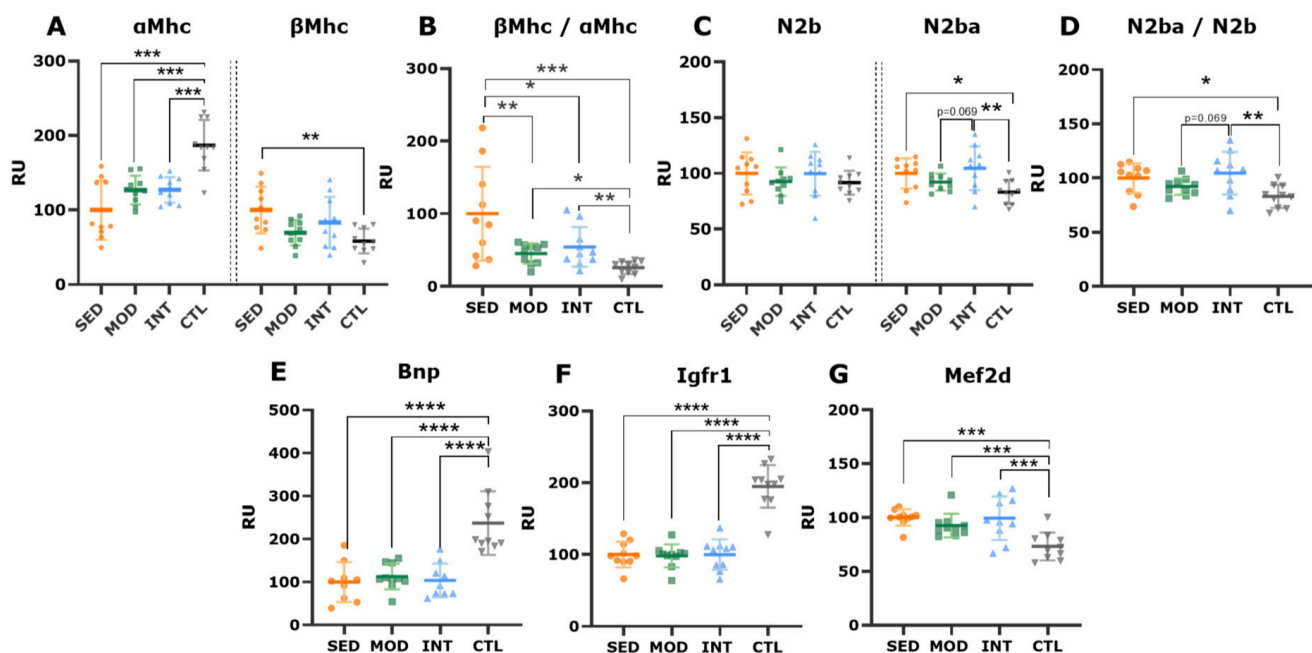 A αMhc βMhc
300
200
100
0
RU
***
***
***
**
SED MOD INT CTL SED MOD INT CTL
B βMhc / αMhc
300
200
100
0
RU
***
*
**
*
**
SED MOD INT CTL
C N2b N2ba
150
100
50
0
RU
*
p=0.069
**
SED MOD INT CTL SED MOD INT CTL
D N2ba / N2b
200
150
100
50
0
RU
*
p=0.069
**
SED MOD INT CTL
E Bnp
500
400
300
200
100
0
RU
****
****
****
SED MOD INT CTL
F Igfr1
300
200
100
0
RU
****
****
****
SED MOD INT CTL
G Mef2d
200
150
100
50
0
RU
***
***
***
SED MOD INT CTL